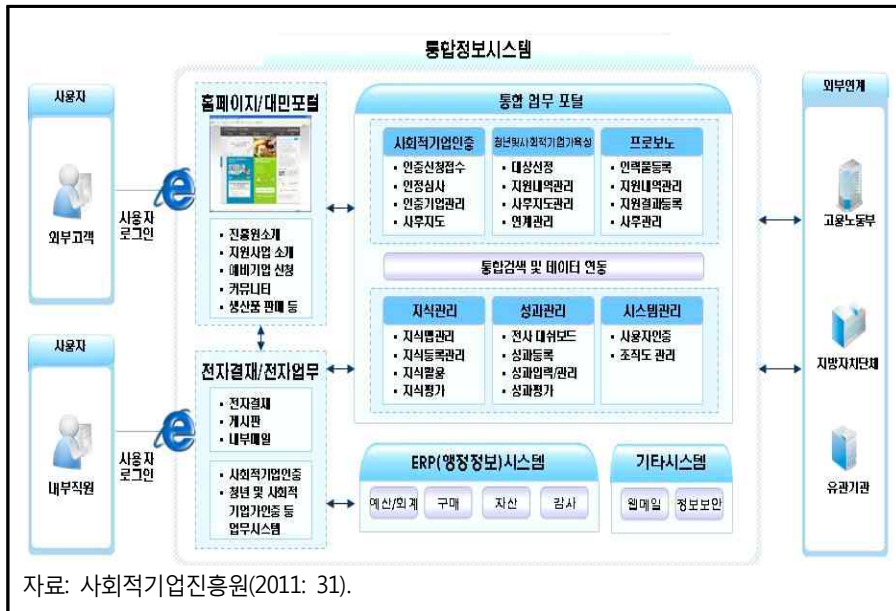 통합정보시스템
사용자
외부고객
사용자
로그인
홈페이지/대민포털
• 진흥원소개
• 지원사업 소개
• 예비기업 신청
• 커뮤니티
• 생산품 판매 등
통합 업무 포털
사회적기업인증
• 인증신청접수
• 인정심사
• 인증기업관리
• 사후지도
청년및사회적기업가육성
• 대상선정
• 지원내역관리
• 사후지도관리
• 연계관리
프로보노
• 인력풀등록
• 지원내역관리
• 지원결과등록
• 사후관리
통합검색 및 데이터 연동
지식관리
• 지식맵관리
• 지식등록관리
• 지식활용
• 지식평가
성과관리
• 전사 대쉬보드
• 성과등록
• 성과입력/관리
• 성과평가
시스템관리
• 사용자인증
• 조직도 관리
외부연계
고용노동부
지방자치단체
유관기관
사용자
내부직원
사용자
로그인
전자결재/전자업무
• 전자결재
• 게시판
• 내부메일
• 사회적기업인증
• 청년 및 사회적
기업가인증 등
업무시스템
ERP(행정정보)시스템
예산/회계
구매
자산
감사
기타시스템
웹메일
정보보안
자료: 사회적기업진흥원(2011: 31).